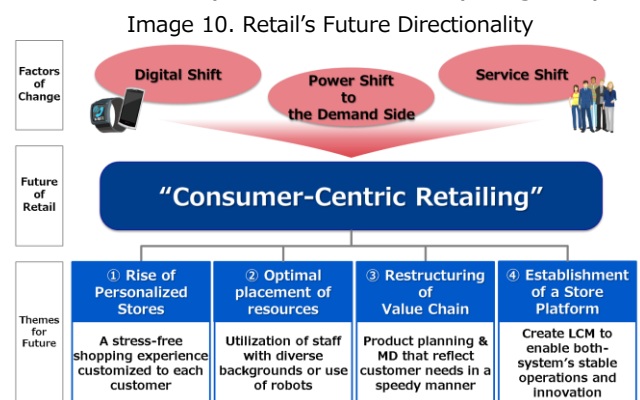 Image 10. Retail’s Future Directionality
Factors
of
Change
Digital Shift
Power Shift
to
the Demand Side
Service Shift
Future
of
Retail
“Consumer-Centric Retailing”
Themes
for
Future
① Rise of
Personalized
Stores
A stress-free
shopping experience
customized to each
customer
② Optimal
placement of
resources
Utilization of staff
with diverse
backgrounds or use
of robots
③ Restructuring
of
Value Chain
Product planning &
MD that reflect
customer needs in a
speedy manner
④ Establishment
of a Store
Platform
Create LCM to
enable both-
system’s stable
operations and
innovation